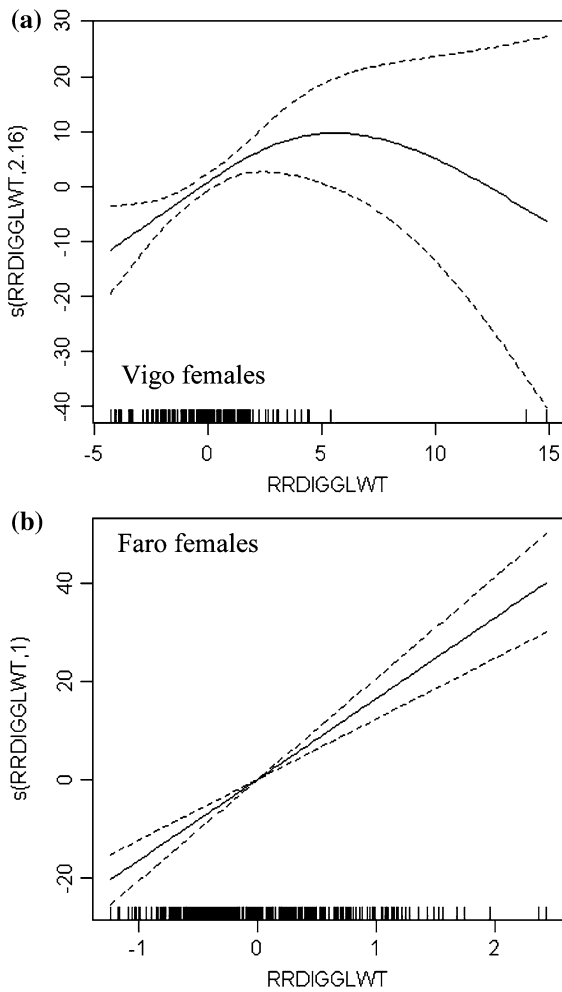 (a)
30
20
10
0
-10
-20
-30
-40
s(RRDIGGLWT,2.16)
Vigo females
-5 0 5 10 15
RRDIGGLWT
(b)
Faro females
40
20
0
-20
s(RRDIGGLWT,1)
-1 0 1 2
RRDIGGLWT